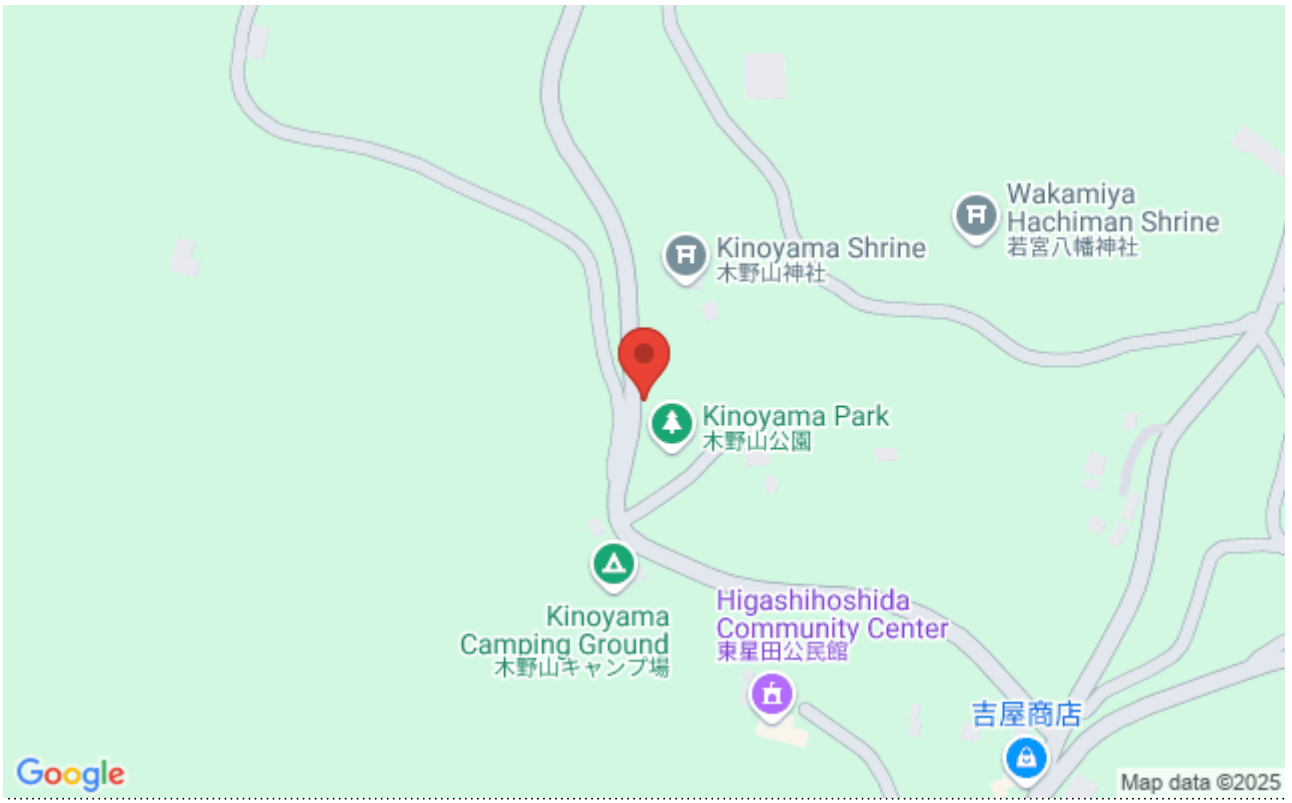 Wakamiya
Hachiman Shrine
若宮八幡神社
Kinoyama Shrine
木野山神社
Kinoyama Park
木野山公園
Kinoyama
Camping Ground
木野山キャンプ場
Higashihoshida
Community Center
東星田公民館
吉屋商店
Google
Map data ©2025